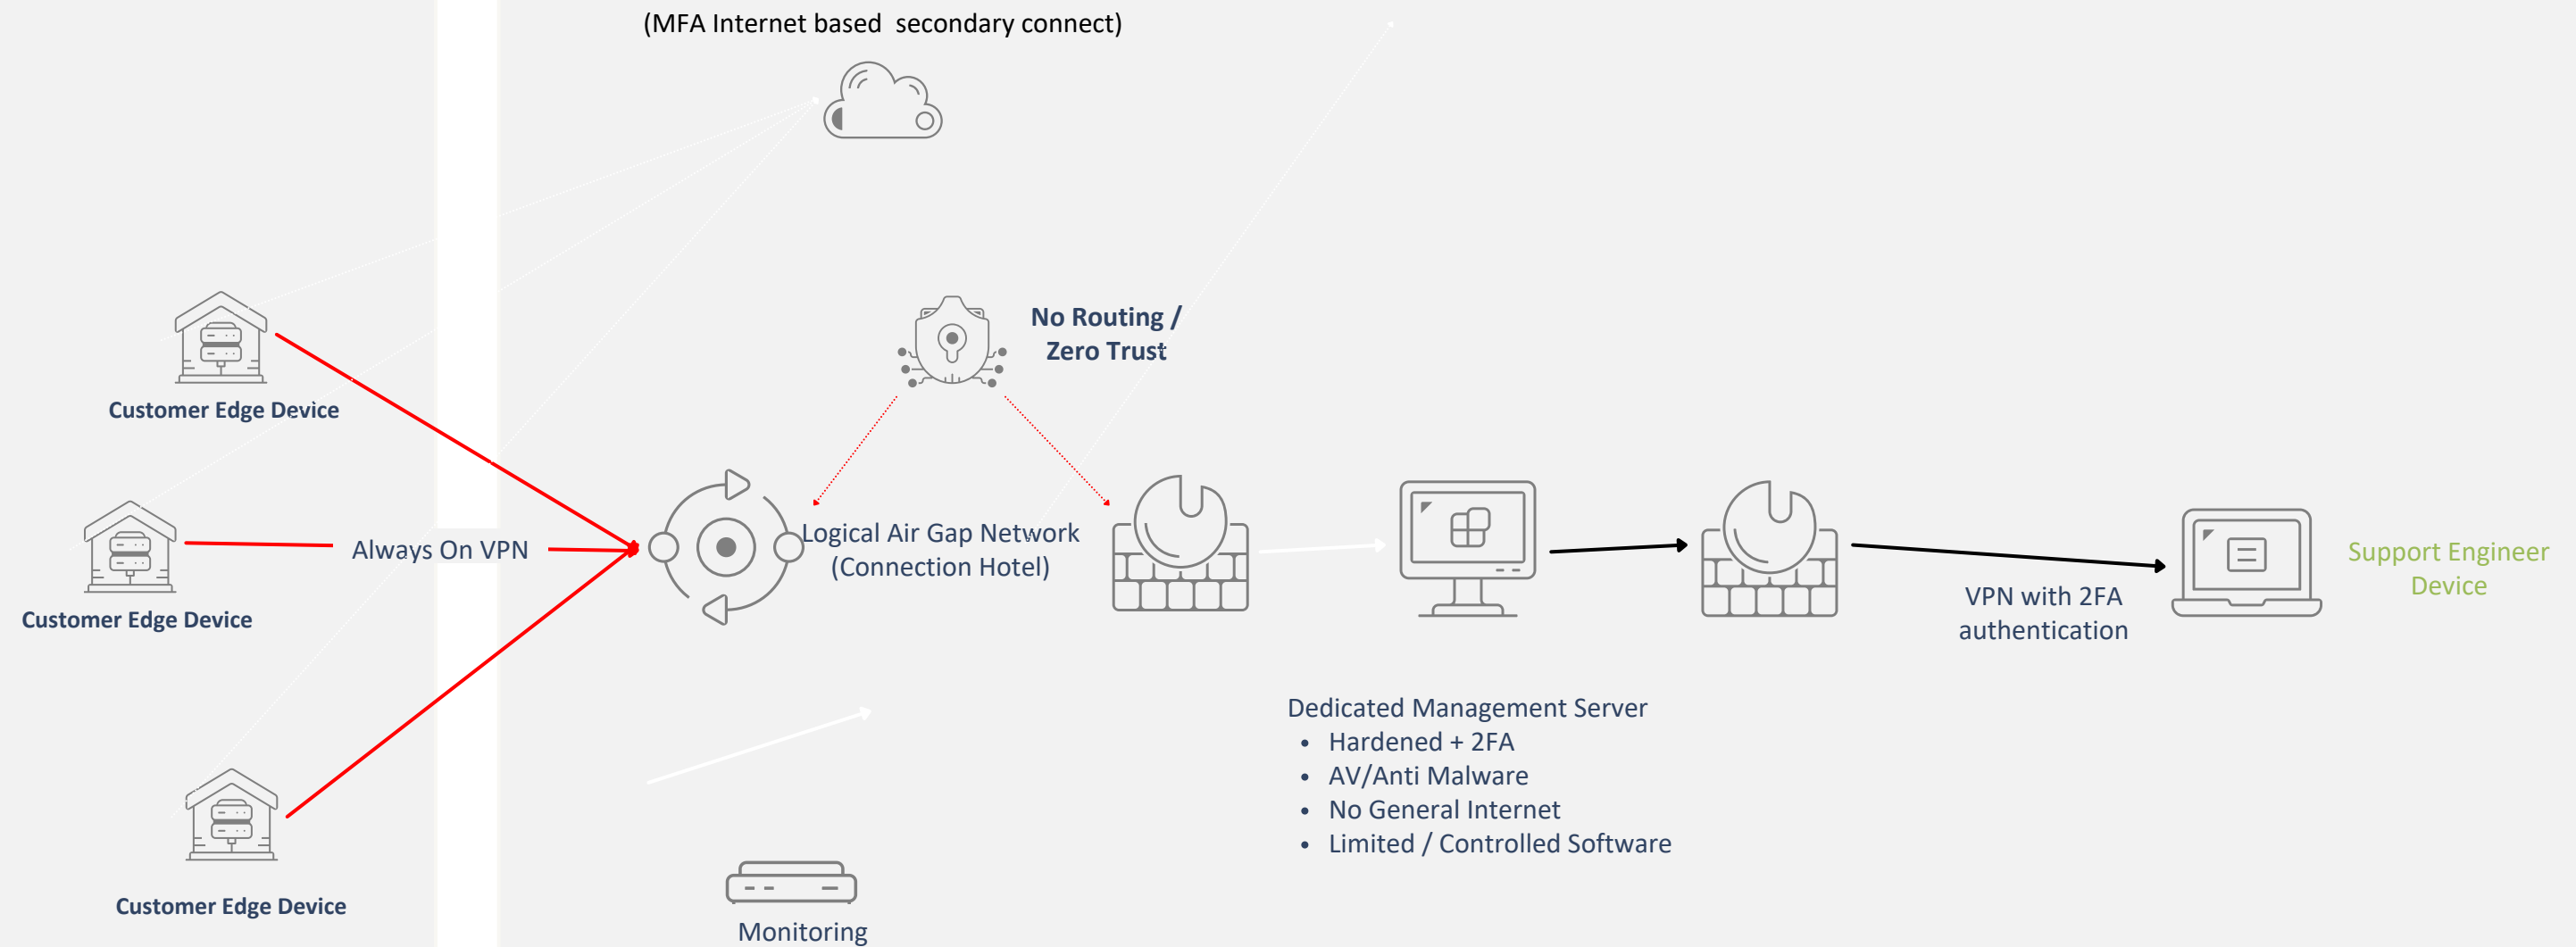 (MFA Internet based  secondary connect)
No Routing /
Zero Trust
Customer Edge Device
Always On VPN
Logical Air Gap Network
(Connection Hotel)
Customer Edge Device
Support Engineer
Device
VPN with 2FA
authentication
Dedicated Management Server
• Hardened + 2FA
• AV/Anti Malware
• No General Internet
• Limited / Controlled Software
Customer Edge Device
Monitoring